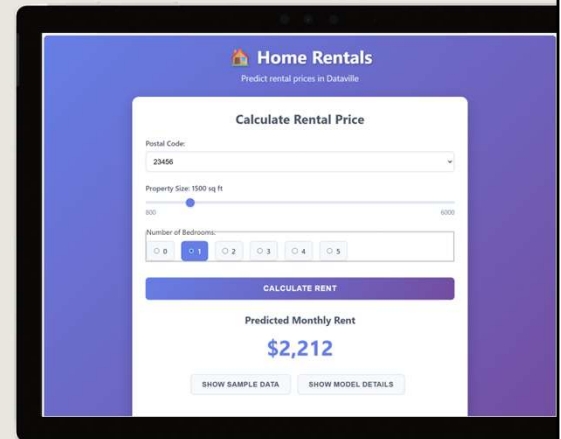 🏠 Home Rentals
Predict rental prices in Dataville
Calculate Rental Price
Postal Code:
23456
Property Size: 1500 sq ft
600 6000
Number of Bedrooms:
0 1 2 3 4 5
CALCULATE RENT
Predicted Monthly Rent
$2,212
SHOW SAMPLE DATA SHOW MODEL DETAILS